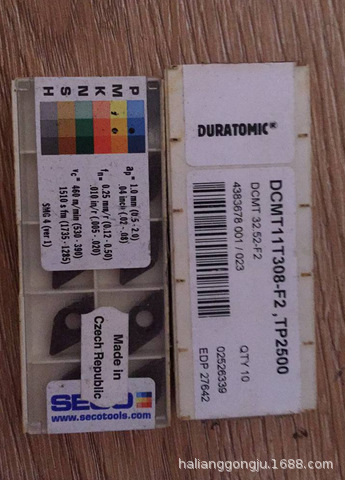 P
M
K
N
S
H
ap = 1.0 mm (0.5 - 2.0)
.04 inch (.02 - .08)
fn = 0.25 mm/r (0.12 - 0.50)
.010 in/r (.005 - .020)
vc = 460 m/min (530 - 390)
1510 s fm (1735 - 1285)
SMG 4 (ver 1)
Made in
Czech Republic
SECO
www.secotools.com
DURATOMIC®
DCMT11T308-F2 ,TP2500
DCMT 32.52-F2
4383678 001 / 023
QTY 10
02526339
EDP 27642
haliangongju.1688.com